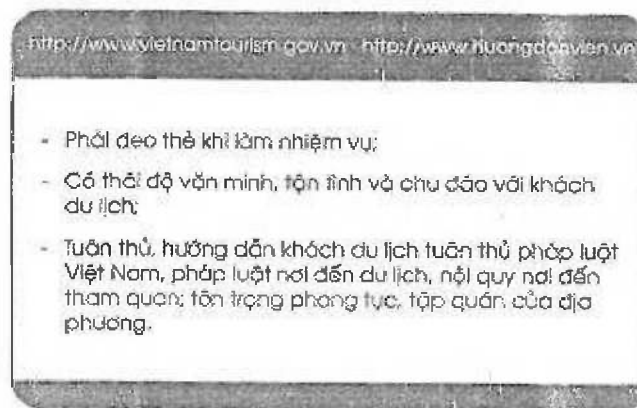 http://www.vietnamtourism.gov.vn - http://www.huongdanvien.vn
- Phải đeo thẻ khi làm nhiệm vụ;
- Có thái độ văn minh, tận tình và chu đáo với khách
du lịch;
- Tuân thủ, hướng dẫn khách du lịch tuân thủ pháp luật
Việt Nam, pháp luật nơi đến du lịch, nội quy nơi đến
tham quan; tôn trọng phong tục, tập quán của địa
phương.